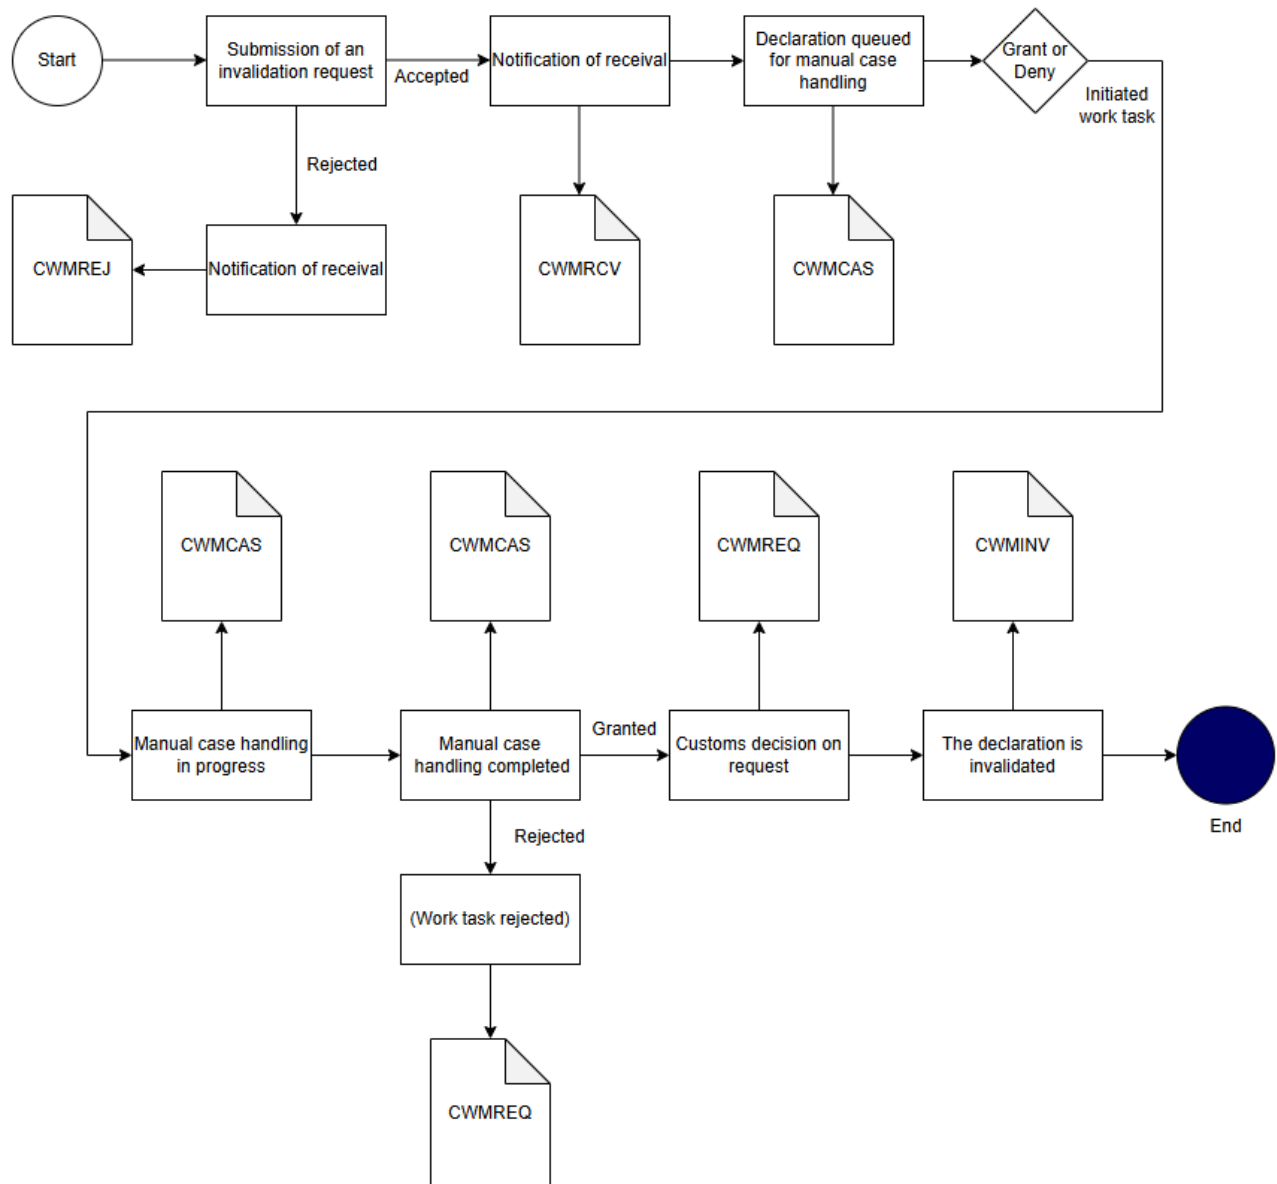 Start
Submission of an
invalidation request
Accepted
Notification of receival
Declaration queued
for manual case
handling
Grant or
Deny
Initiated
work task
Rejected
CWMREJ
Notification of receival
CWMRCV
CWMCAS
CWMCAS
CWMCAS
CWMREQ
CWMINV
Manual case handling
in progress
Manual case
handling completed
Granted
Customs decision on
request
The declaration is
invalidated
End
Rejected
(Work task rejected)
CWMREQ